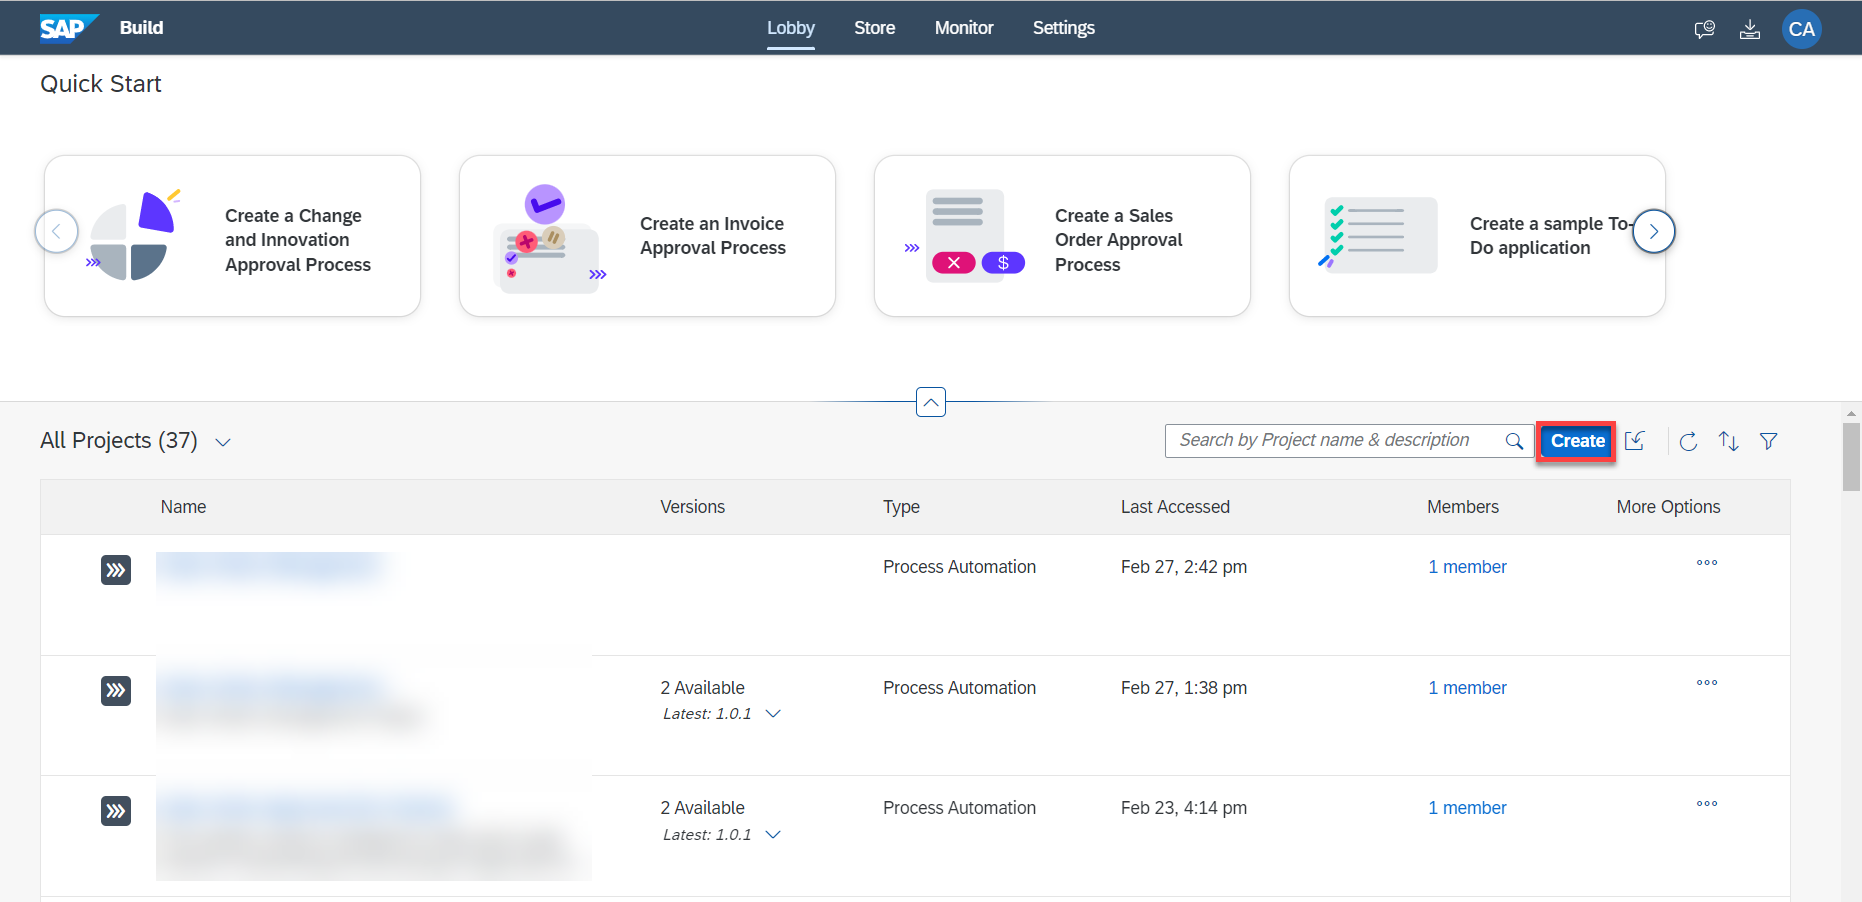 SAP Build Lobby Store Monitor Settings CA
Quick Start
Create a Change
and Innovation
Approval Process
Create an Invoice
Approval Process
$
Create a Sales
Order Approval
Process
Create a sample To-
Do application
All Projects (37) Search by Project name & description Create
Name Versions Type Last Accessed Members More Options
Process Automation Feb 27, 2:42 pm 1 member
2 Available Process Automation Feb 27, 1:38 pm 1 member
Latest: 1.0.1
2 Available Process Automation Feb 23, 4:14 pm 1 member
Latest: 1.0.1